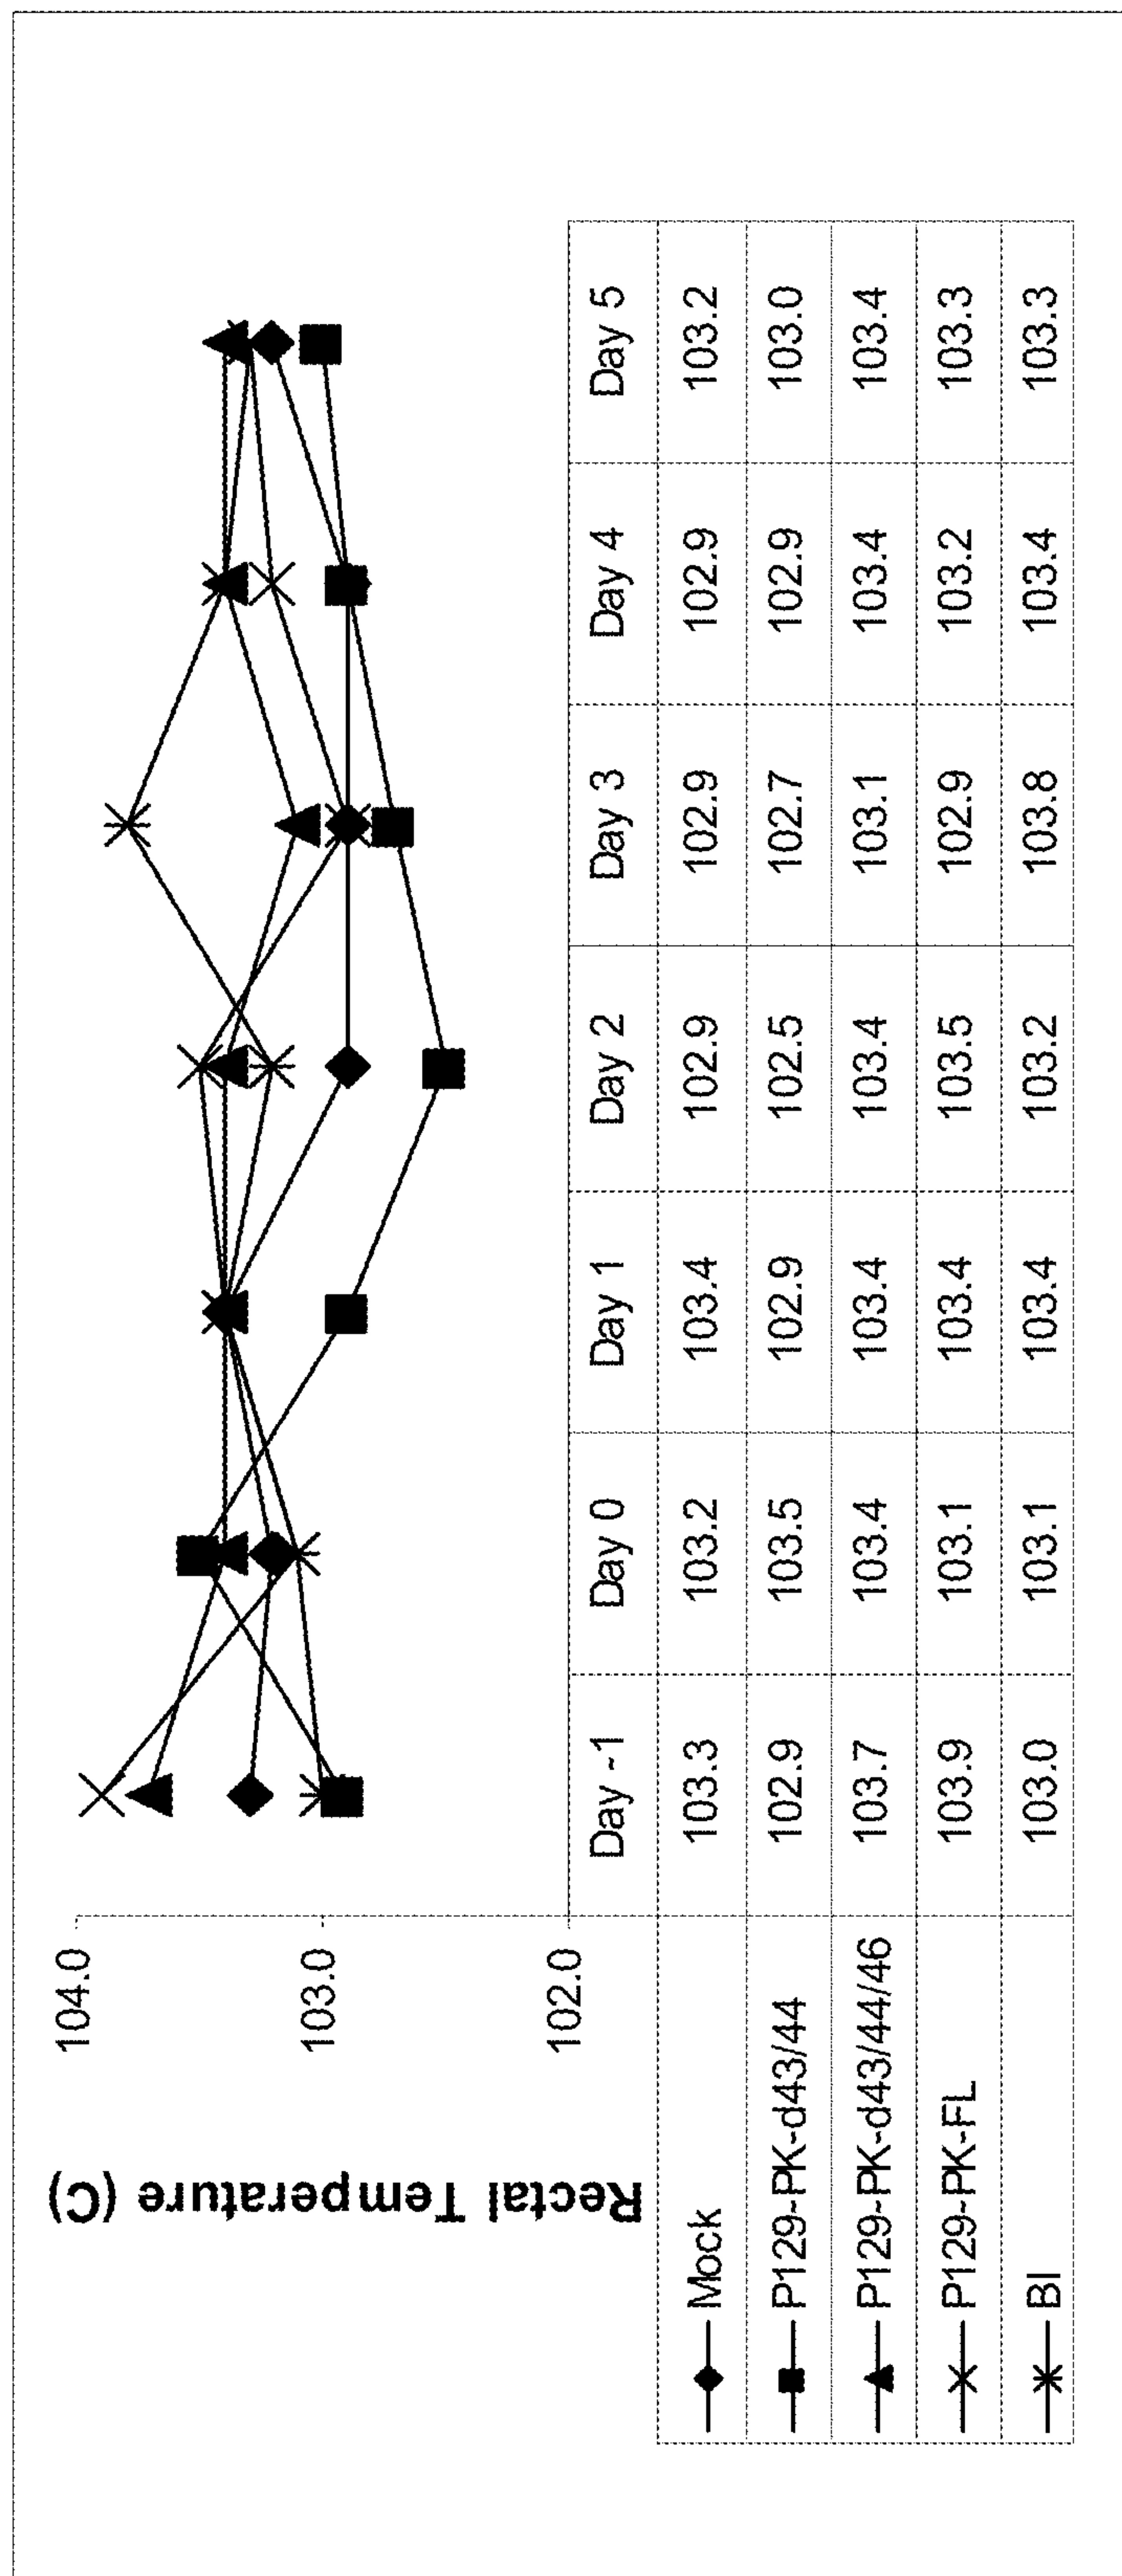 Rectal Temperature (C)
104.0
103.0
102.0
Day -1 Day 0 Day 1 Day 2 Day 3 Day 4 Day 5
Mock 103.3 103.2 103.4 102.9 102.9 102.9 103.2
P129-PK-d43/44 102.9 103.5 102.9 102.5 102.7 102.9 103.0
P129-PK-d43/44/46 103.7 103.4 103.4 103.4 103.1 103.4 103.4
P129-PK-FL 103.9 103.1 103.4 103.5 102.9 103.2 103.3
BI 103.0 103.1 103.4 103.2 103.8 103.4 103.3